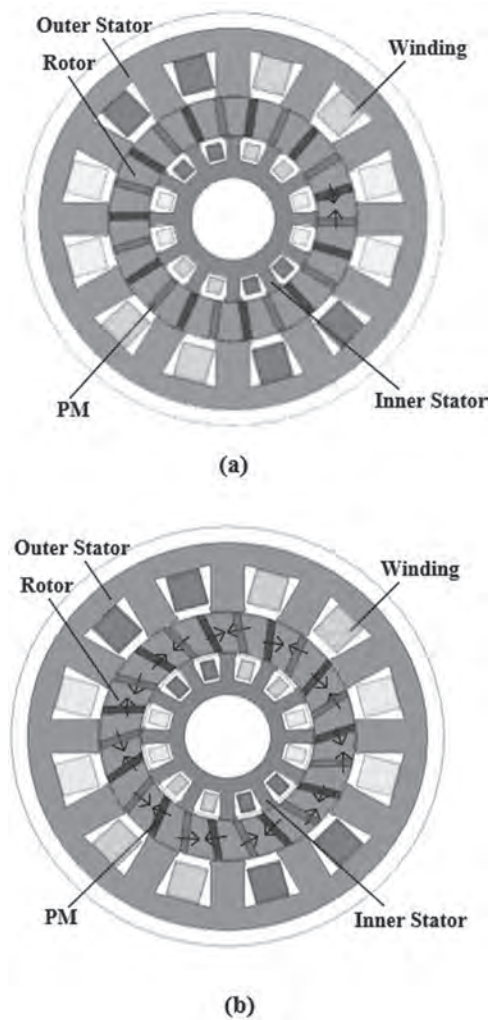 Outer Stator
Winding
Rotor
PM
Inner Stator
(a)
Outer Stator
Winding
Rotor
PM
Inner Stator
(b)